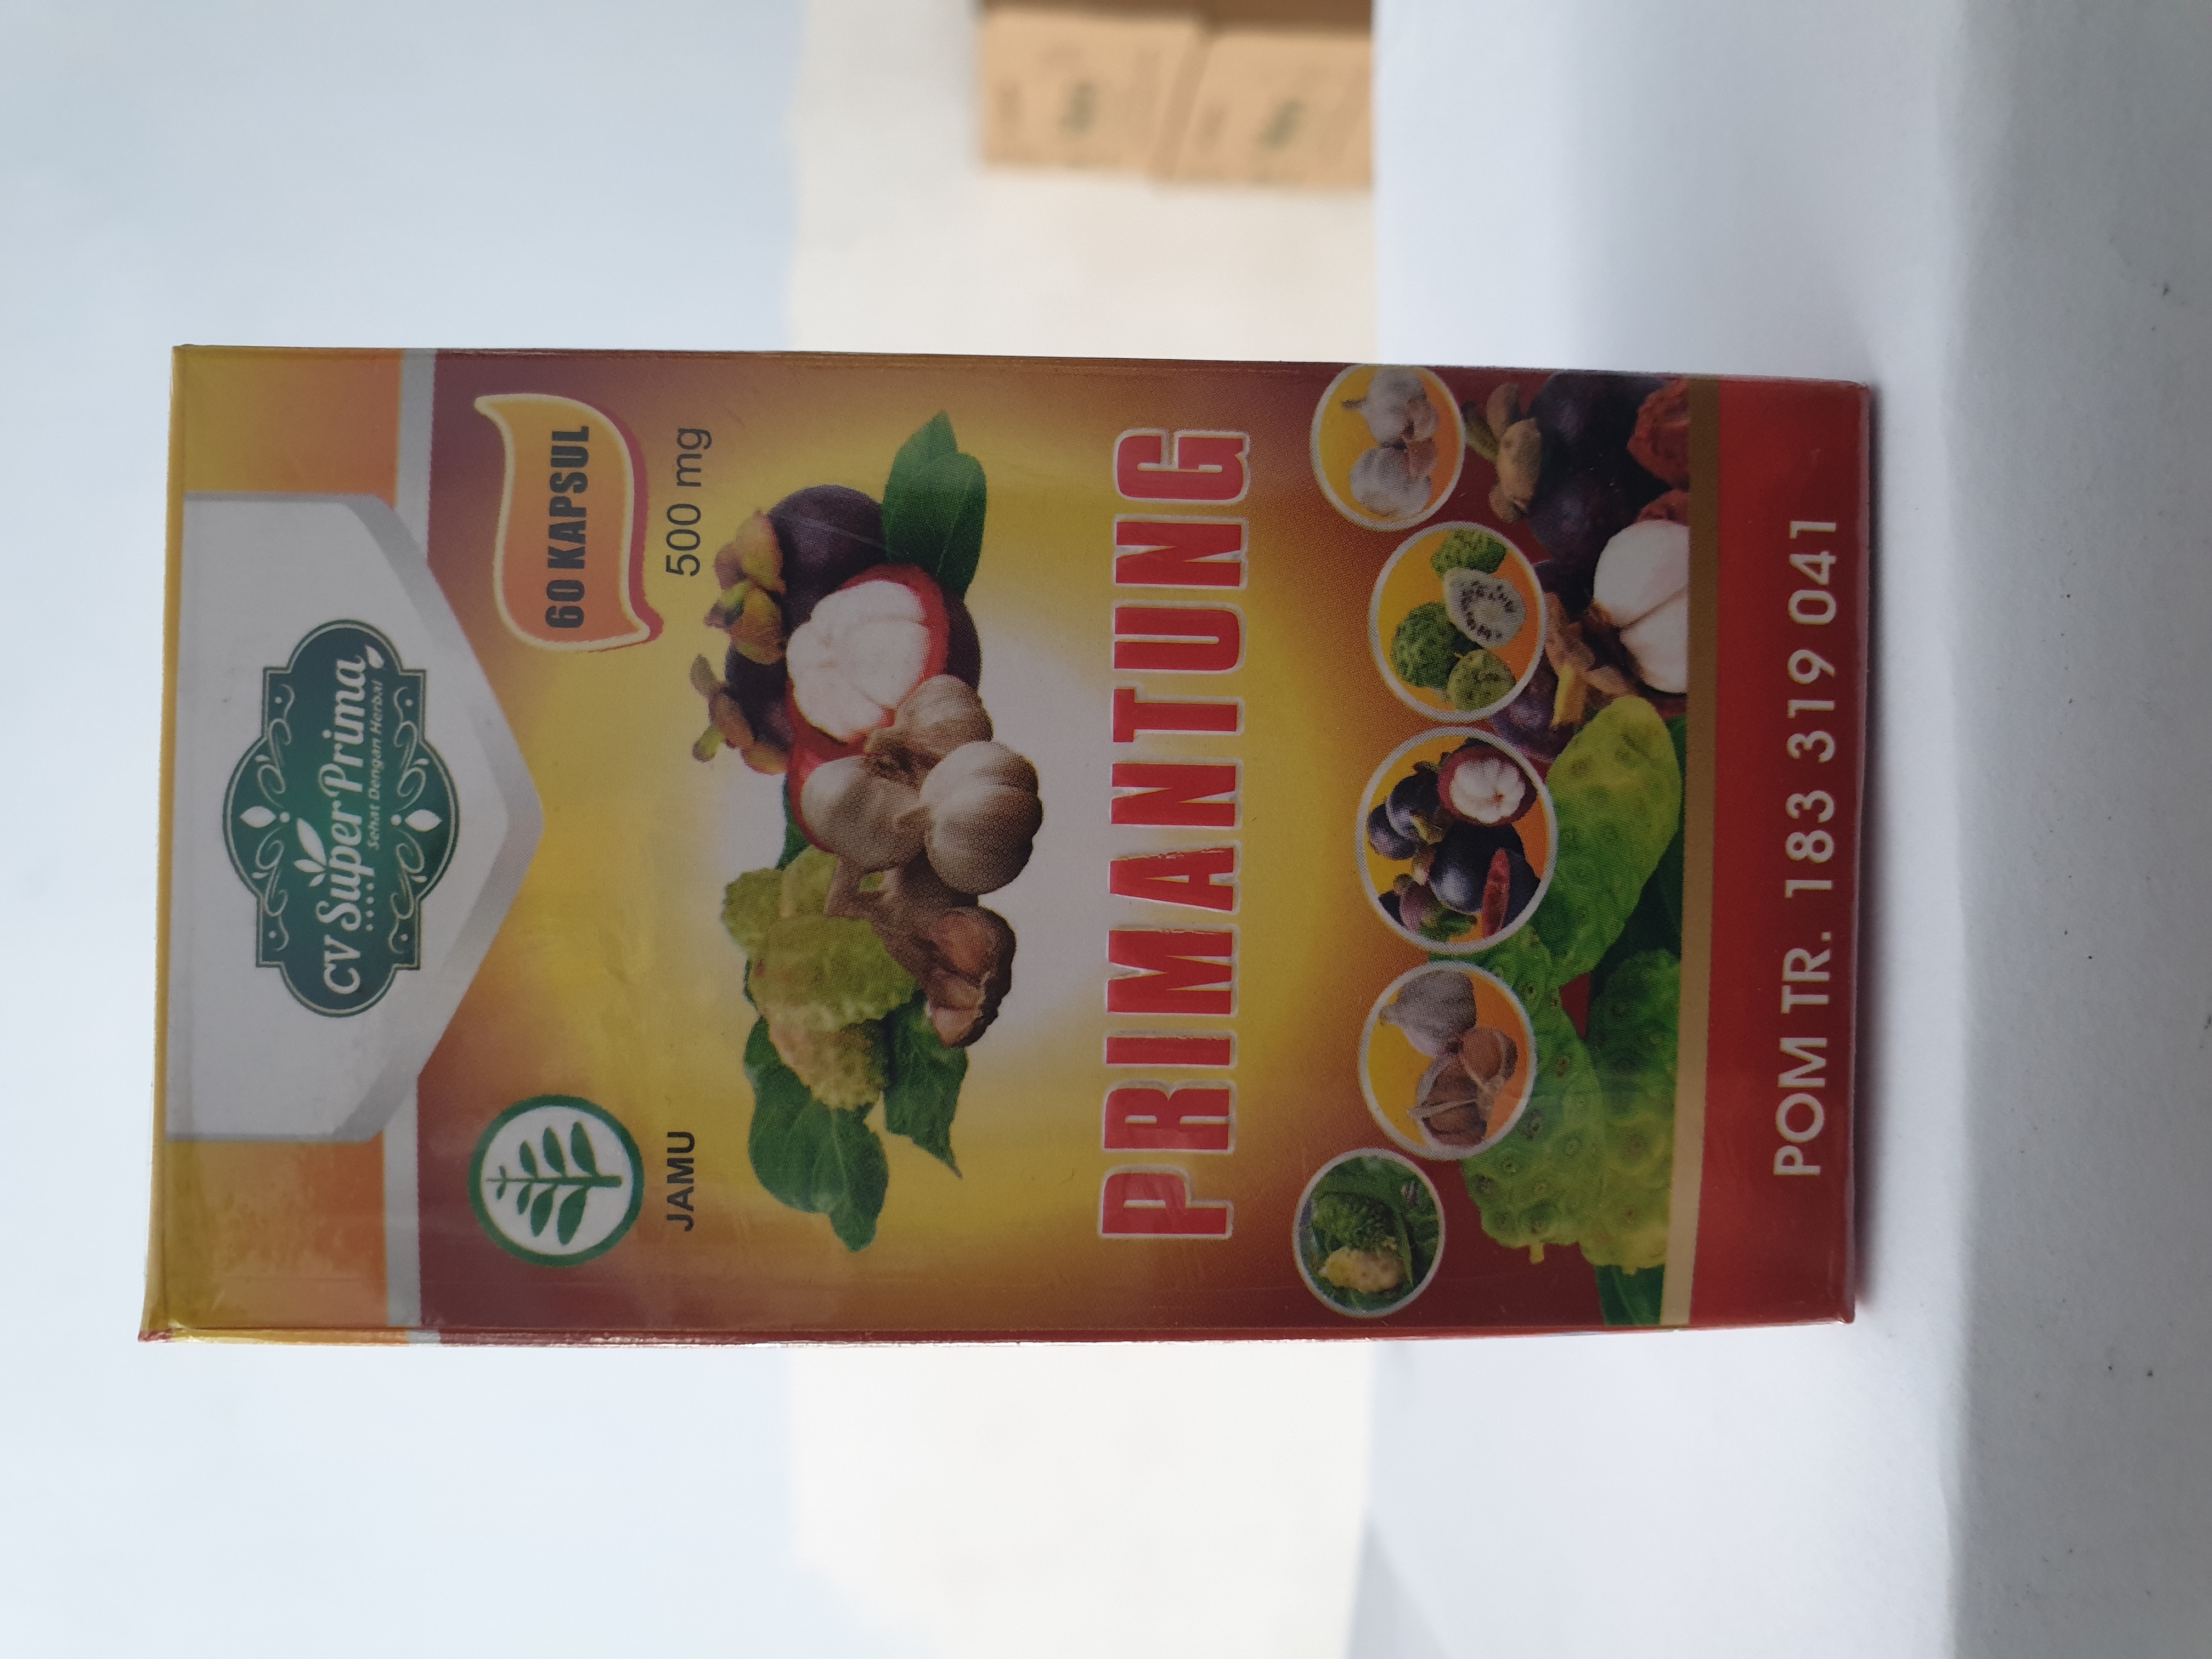 CV Super Prima
Sehat Dengan Herbal
JAMU
60 KAPSUL
500 mg
PRIMANTUNG
POM TR. 183 319 041